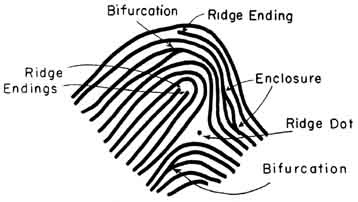 Bifurcation
Ridge Ending
Ridge
Endings
Enclosure
Ridge Dot
Bifurcation